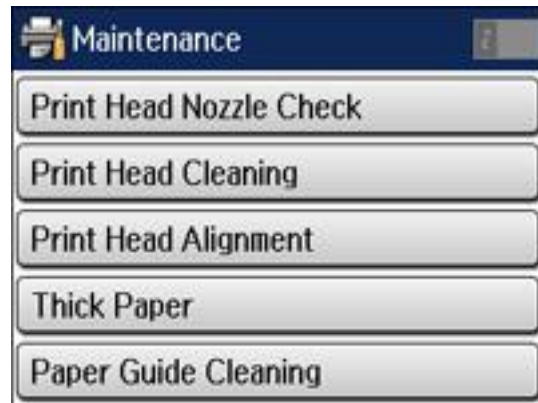 Maintenance
Print Head Nozzle Check
Print Head Cleaning
Print Head Alignment
Thick Paper
Paper Guide Cleaning